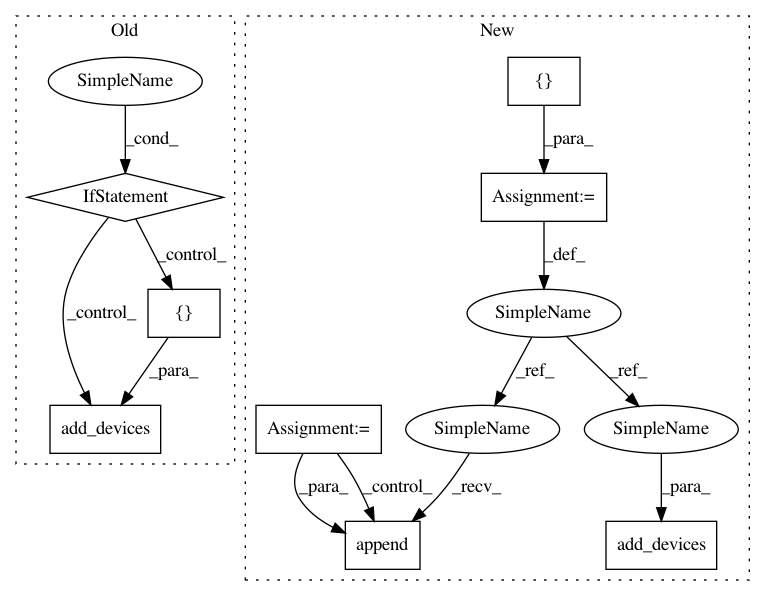 Old
New
SimpleName
{}
_cond_
_para_
IfStatement
Assignment:=
_control_
_def_
{}
SimpleName
_control_
_para_
_ref_
_ref_
add_devices
Assignment:=
SimpleName
SimpleName
_para_
_control_
_recv_
_para_
append
add_devices